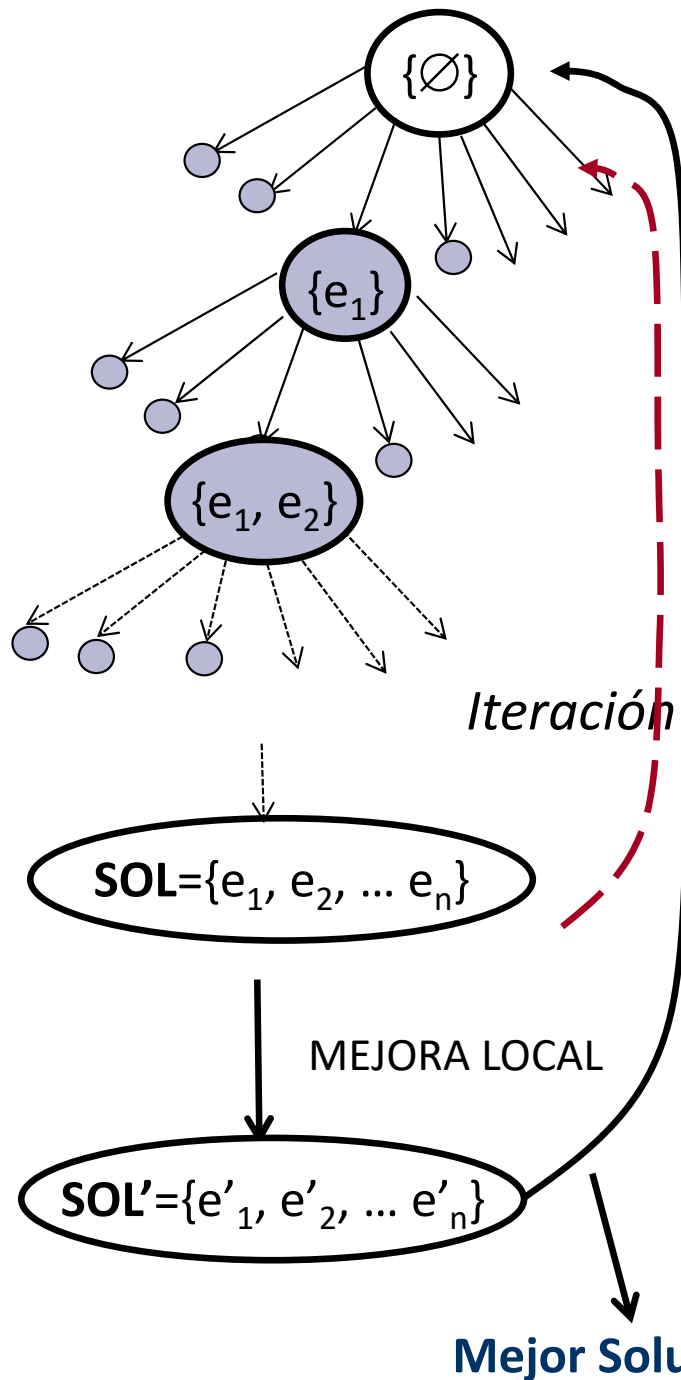 {∅}
{e₁}
{e₁, e₂}
Iteración
SOL={e₁, e₂, … eₙ}
MEJORA LOCAL
SOL’={e’₁, e’₂, … e’ₙ}
Mejor Solu